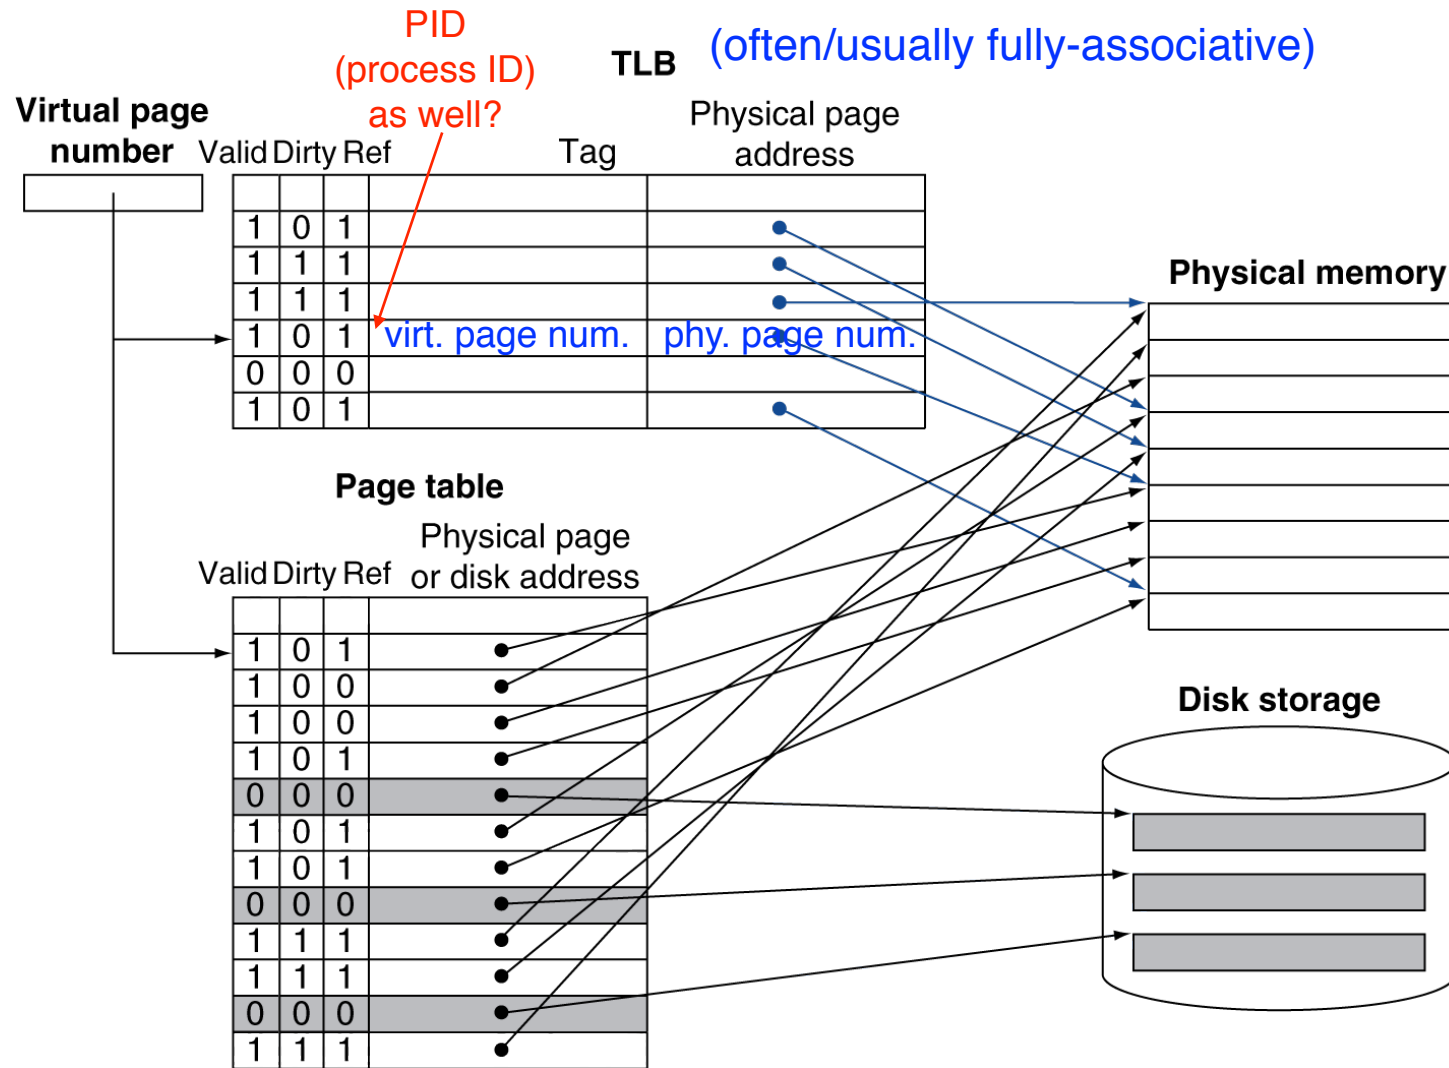 PID
(process ID)
as well?
TLB (often/usually fully-associative)
Virtual page
number
Valid Dirty Ref Tag Physical page
address
1 0 1
1 1 1
1 1 1
1 0 1 virt. page num. phy. page num.
0 0 0
1 0 1
Physical memory
Page table
Physical page
or disk address
Valid Dirty Ref
1 0 1
1 0 0
1 0 0
1 0 1
0 0 0
1 0 1
1 0 1
0 0 0
1 1 1
1 1 1
0 0 0
1 1 1
Disk storage